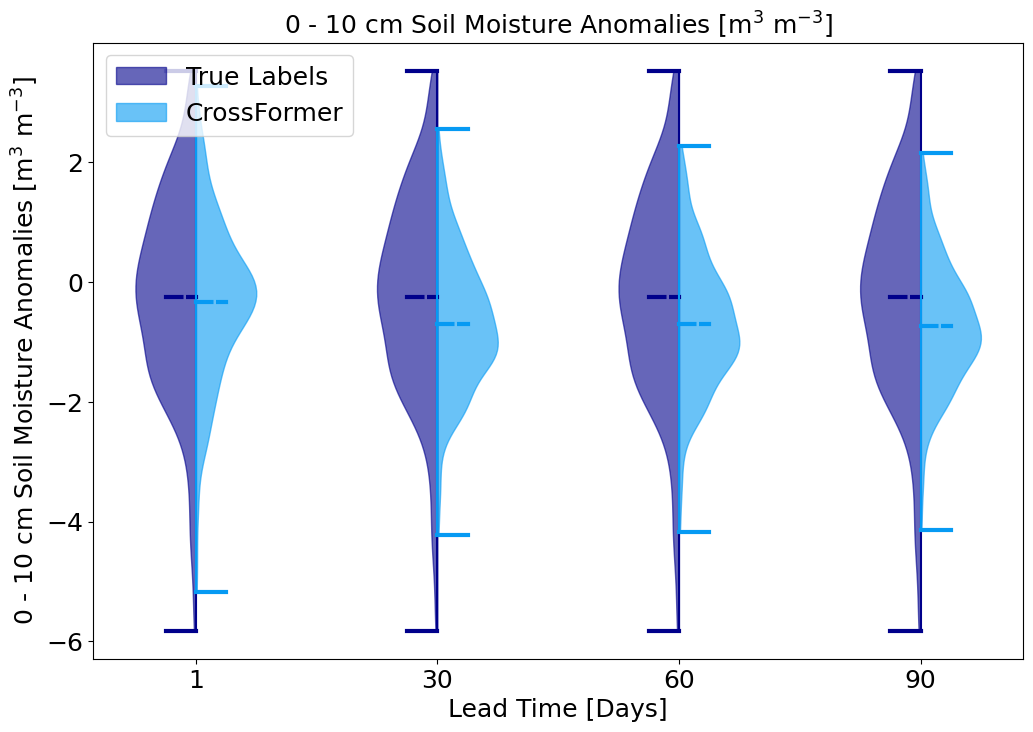 0 - 10 cm Soil Moisture Anomalies [m³ m⁻³]
True Labels
CrossFormer
0 - 10 cm Soil Moisture Anomalies [m³ m⁻³]
2
0
−2
−4
−6
1 30 60 90
Lead Time [Days]